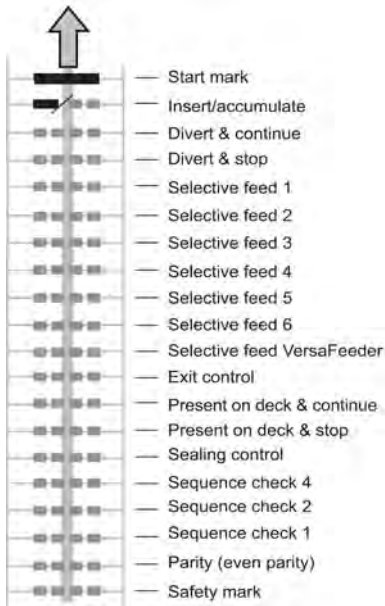 Start mark
Insert/accumulate
Divert & continue
Divert & stop
Selective feed 1
Selective feed 2
Selective feed 3
Selective feed 4
Selective feed 5
Selective feed 6
Selective feed VersaFeeder
Exit control
Present on deck & continue
Present on deck & stop
Sealing control
Sequence check 4
Sequence check 2
Sequence check 1
Parity (even parity)
Safety mark